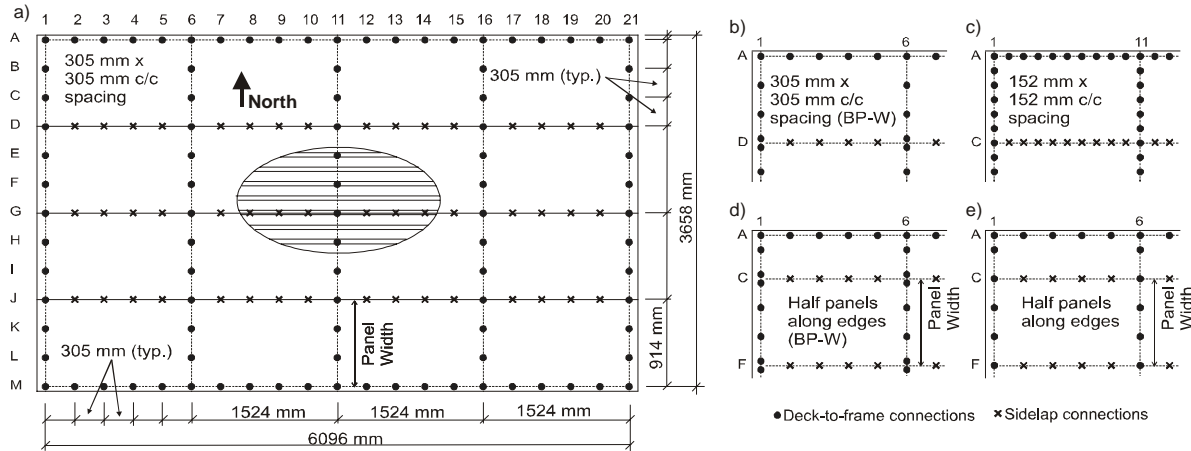 a)
1 2 3 4 5 6 7 8 9 10 11 12 13 14 15 16 17 18 19 20 21
A
B
C
D
E
F
G
H
I
J
K
L
M
305 mm x
305 mm c/c
spacing
North
305 mm (typ.)
3658 mm
914 mm
Panel
Width
305 mm (typ.)
1524 mm 1524 mm 1524 mm
6096 mm
b)
1 6
A
D
305 mm x
305 mm c/c
spacing (BP-W)
c)
1 11
A
C
152 mm x
152 mm c/c
spacing
d)
1 6
A
C
F
Half panels
along edges
(BP-W)
Panel
Width
e)
1 6
A
C
F
Half panels
along edges
Panel
Width
Deck-to-frame connections
Sidelap connections